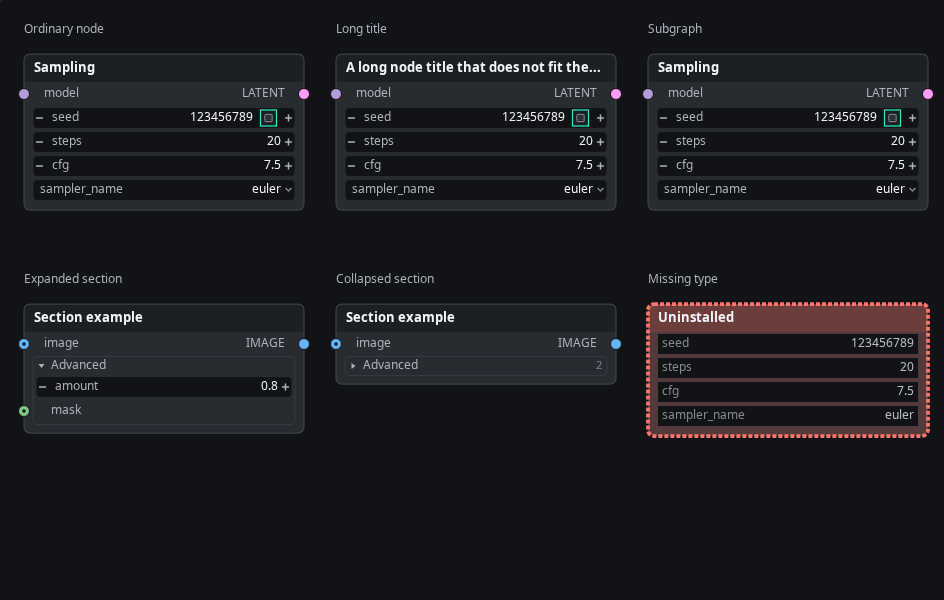 Ordinary node
Sampling
model LATENT
− seed 123456789 +
− steps 20 +
− cfg 7.5 +
sampler_name euler
Long title
A long node title that does not fit the...
model LATENT
− seed 123456789 +
− steps 20 +
− cfg 7.5 +
sampler_name euler
Subgraph
Sampling
model LATENT
− seed 123456789 +
− steps 20 +
− cfg 7.5 +
sampler_name euler
Expanded section
Section example
image IMAGE
Advanced
− amount 0.8 +
mask
Collapsed section
Section example
image IMAGE
Advanced 2
Missing type
Uninstalled
seed 123456789
steps 20
cfg 7.5
sampler_name euler